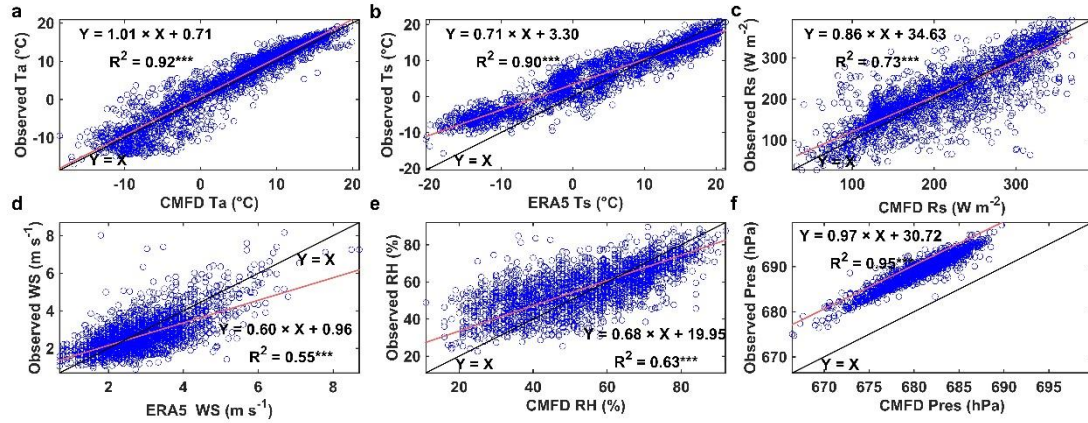 a
Y = 1.01 × X + 0.71
R² = 0.92***
Y = X
Observed Ta (°C)
20
10
0
-10
-10
0
10
20
CMFD Ta (°C)
b
Y = 0.71 × X + 3.30
R² = 0.90***
Y = X
Observed Ts (°C)
20
10
0
-10
-20
-20
-10
0
10
20
ERA5 Ts (°C)
c
Y = 0.86 × X + 34.63
R² = 0.73***
Y = X
Observed Rs (W m⁻²)
300
200
100
100
200
300
CMFD Rs (W m⁻²)
d
Y = X
Y = 0.60 × X + 0.96
R² = 0.55***
Observed WS (m s⁻¹)
8
6
4
2
2
4
6
8
ERA5 WS (m s⁻¹)
e
Y = 0.68 × X + 19.95
R² = 0.63***
Y = X
Observed RH (%)
80
60
40
20
20
40
60
80
CMFD RH (%)
f
Y = 0.97 × X + 30.72
R² = 0.95***
Y = X
Observed Pres (hPa)
690
680
670
670
675
680
685
690
695
CMFD Pres (hPa)